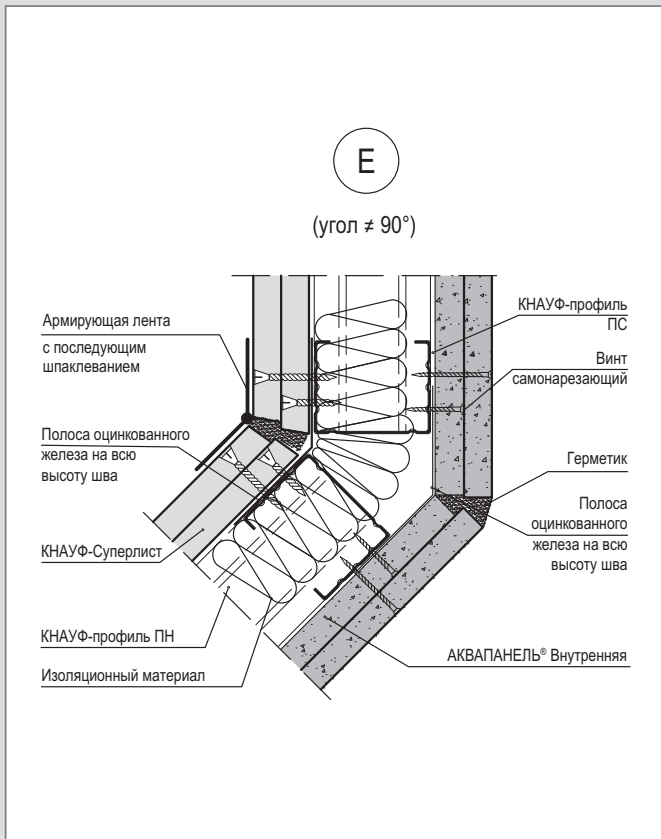 Е
(угол ≠ 90°)
Армирующая лента
с последующим
шпаклеванием
Полоса оцинкованного
железа на всю
высоту шва
КНАУФ-Суперлист
КНАУФ-профиль ПН
Изоляционный материал
КНАУФ-профиль
ПС
Винт
самонарезающий
Герметик
Полоса
оцинкованного
железа на всю
высоту шва
АКВАПАНЕЛЬ® Внутренняя